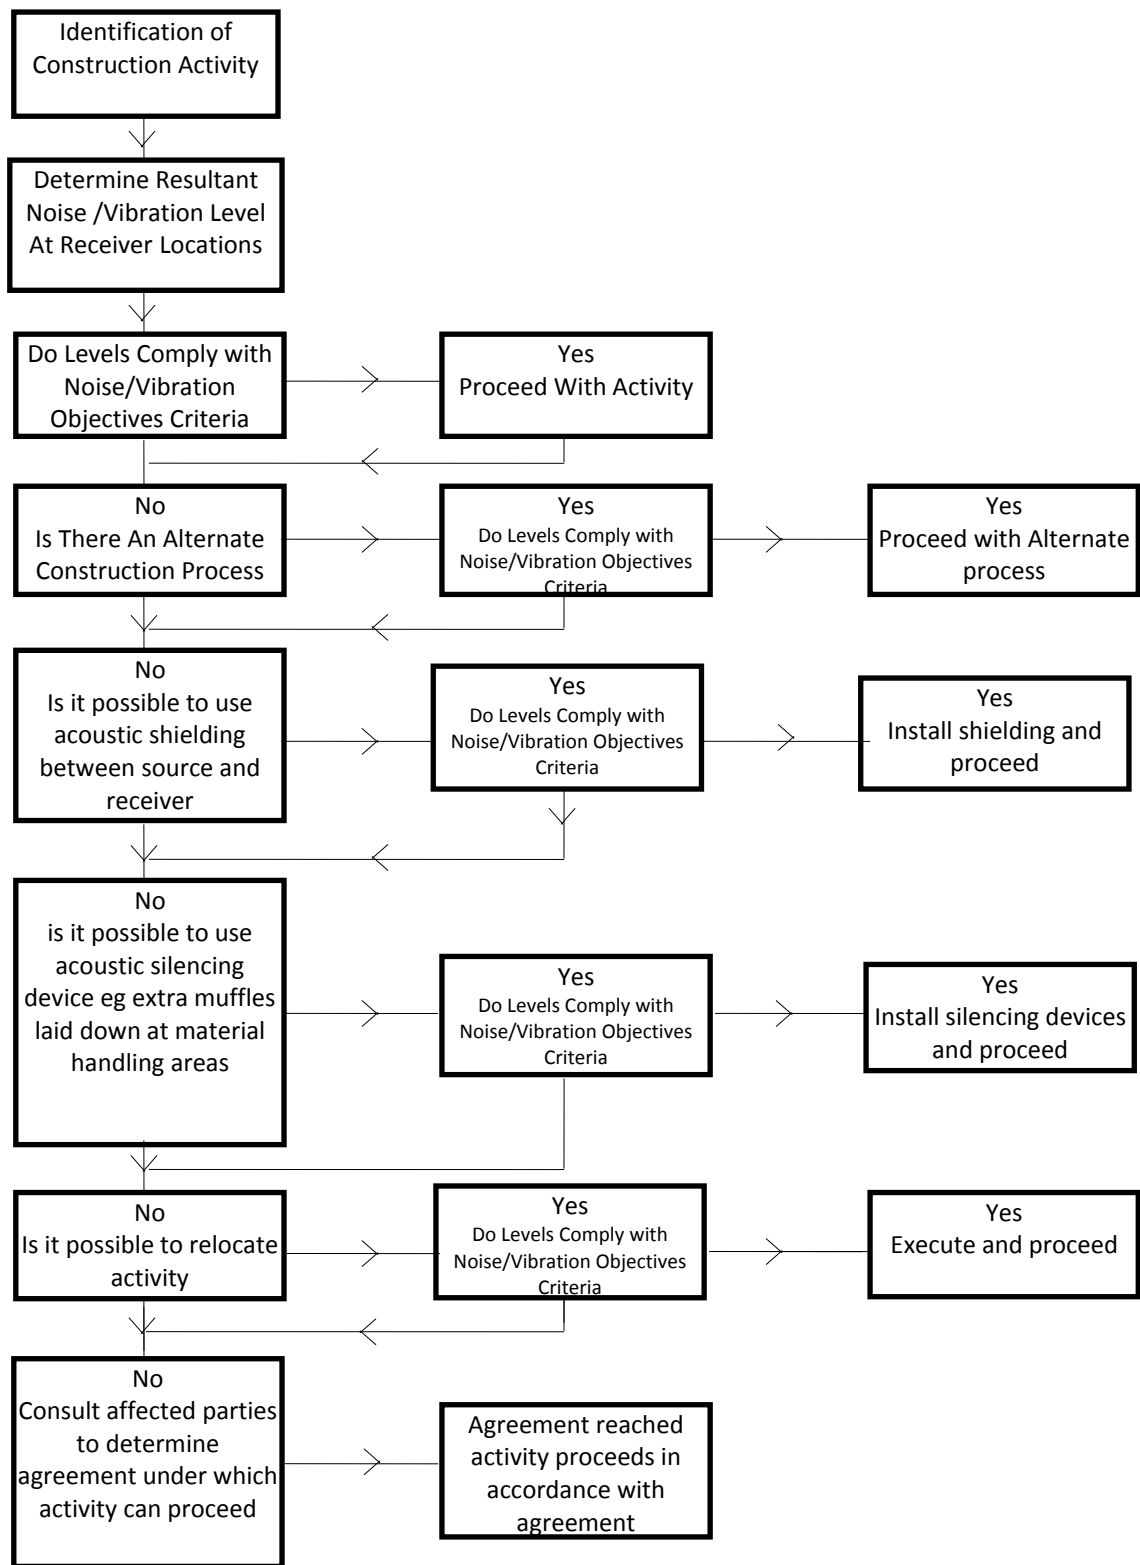 Identification of
Construction Activity
Determine Resultant
Noise /Vibration Level
At Receiver Locations
Do Levels Comply with
Noise/Vibration
Objectives Criteria
Yes
Proceed With Activity
No
Is There An Alternate
Construction Process
Yes
Do Levels Comply with
Noise/Vibration Objectives
Criteria
Yes
Proceed with Alternate
process
No
Is it possible to use
acoustic shielding
between source and
receiver
Yes
Do Levels Comply with
Noise/Vibration Objectives
Criteria
Yes
Install shielding and
proceed
No
is it possible to use
acoustic silencing
device eg extra muffles
laid down at material
handling areas
Yes
Do Levels Comply with
Noise/Vibration Objectives
Criteria
Yes
Install silencing devices
and proceed
No
Is it possible to relocate
activity
Yes
Do Levels Comply with
Noise/Vibration Objectives
Criteria
Yes
Execute and proceed
No
Consult affected parties
to determine
agreement under which
activity can proceed
Agreement reached
activity proceeds in
accordance with
agreement